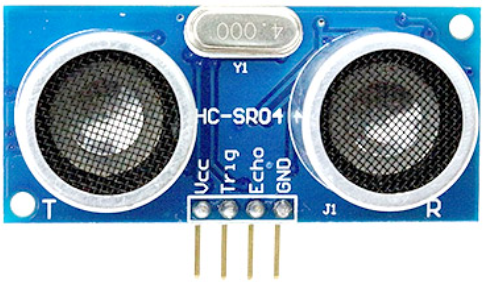 4.000
Y1
HC-SR04
Vcc
Trig
Echo
GND
T
J1
R